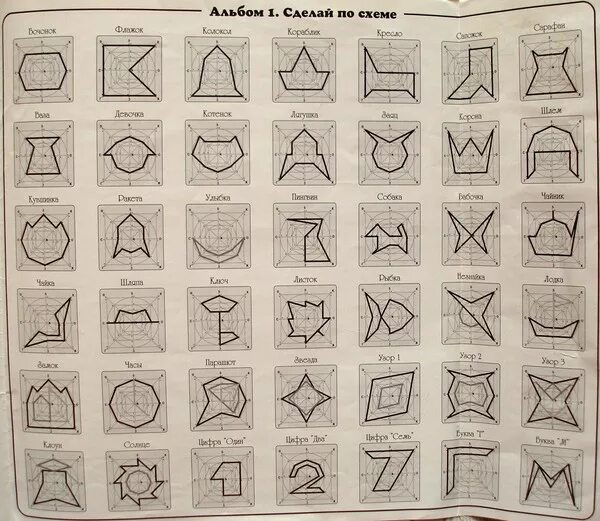 Альбом 1. Сделай по схеме
Бочонок Флажок Колокол Кораблик Кресло Сапожок Сарафан
Ваза Девочка Котенок Лягушка Заяц Корона Шлем
Кувшинка Ракета Улыбка Пингвин Собака Бабочка Чайник
Чайка Шляпа Ключ Листок Рыбка Незнайка Лодка
Замок Часы Парашют Звезда Узор 1 Узор 2 Узор 3
Клоун Солнце Цифра "Один" Цифра "Два" Цифра "Семь" Буква "Г" Буква "М"